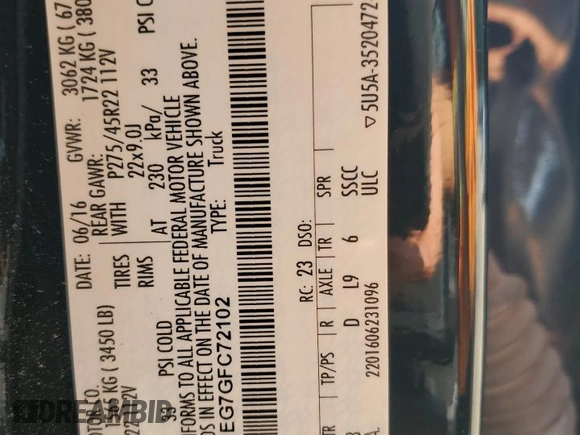 DATE: 06/16 GVWR: 3062 KG ( 67
REAR GAWR: 1724 KG ( 380
KG ( 3450 LB) WITH P275/45R22 112V
TIRES
RIMS 22x9.0J
PSI COLD AT 230 kPa/ 33 PSI C
TO ALL APPLICABLE FEDERAL MOTOR VEHICLE
IN EFFECT ON THE DATE OF MANUFACTURE SHOWN ABOVE.
EG7GFC72102 TYPE: Truck
RC: 23 DSO:
TP/PS R AXLE TR SPR
D L9 6 SSCC
ULC
2201606231096
▽ 5U5A-3520472-
DREAMBID